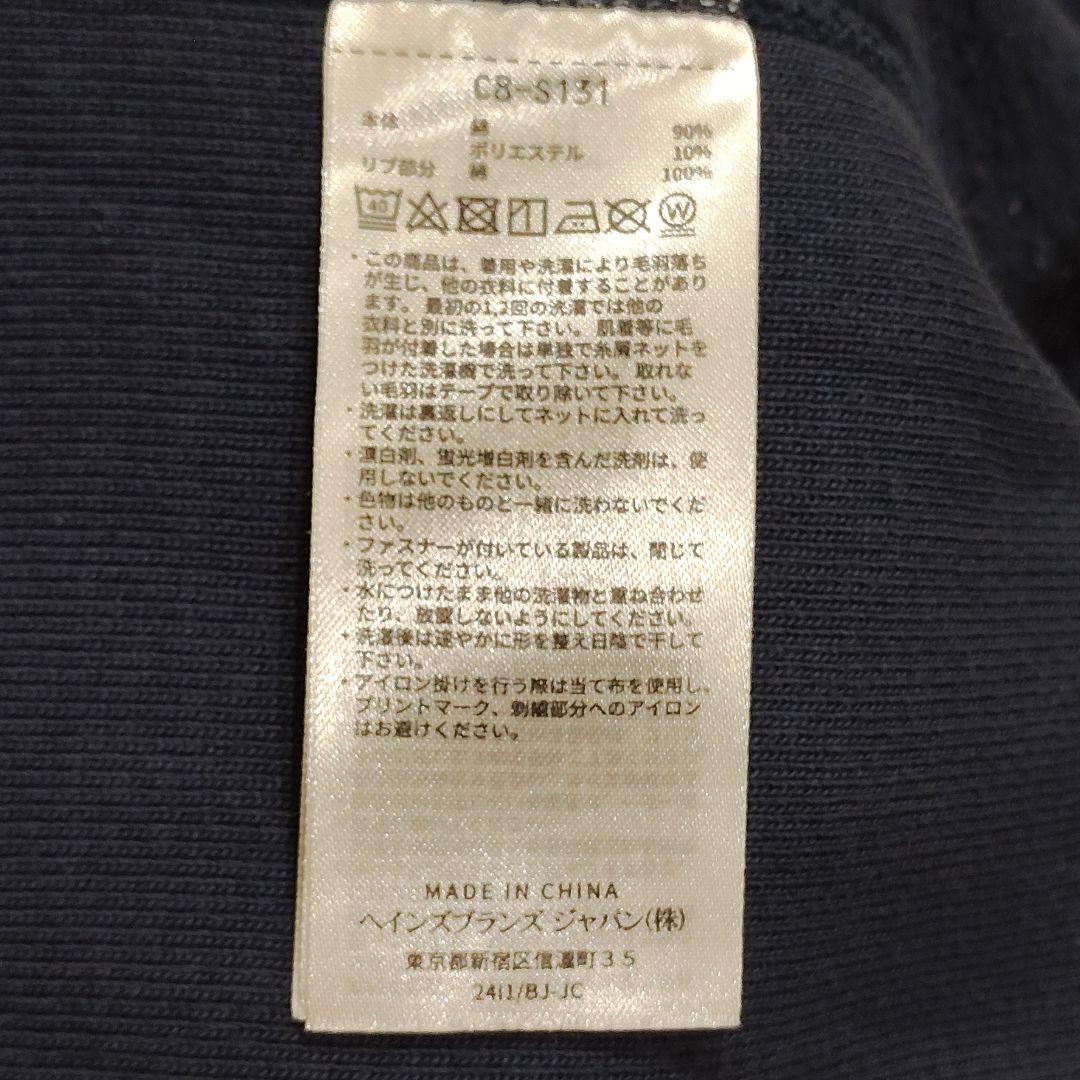 C8-S131
本体 綿 90%
ポリエステル 10%
リブ部分 綿 100%
40
W
・この商品は、着用や洗濯により毛羽落ち
が生じ、他の衣料に付着することがあり
ます。最初の1,2回の洗濯では他の
衣料と別に洗って下さい。肌着等に毛
羽が付着した場合は単独で糸屑ネットを
つけた洗濯機で洗って下さい。取れな
い毛羽はテープで取り除いて下さい。
・洗濯は裏返しにしてネットに入れて洗っ
てください。
・漂白剤、蛍光増白剤を含んだ洗剤は、使
用しないでください。
・色物は他のものと一緒に洗わないでくだ
さい。
・ファスナーが付いている製品は、閉じて
洗ってください。
・水につけたまま他の洗濯物と重ね合わせ
たり、放置しないようにしてください。
・洗濯後は速やかに形を整え日陰で干して
下さい。
・アイロン掛けを行う際は当て布を使用し、
プリントマーク、刺繍部分へのアイロン
はお避けください。
MADE IN CHINA
ヘインズブランズ ジャパン(株)
東京都新宿区信濃町35
24(1/BJ-JC